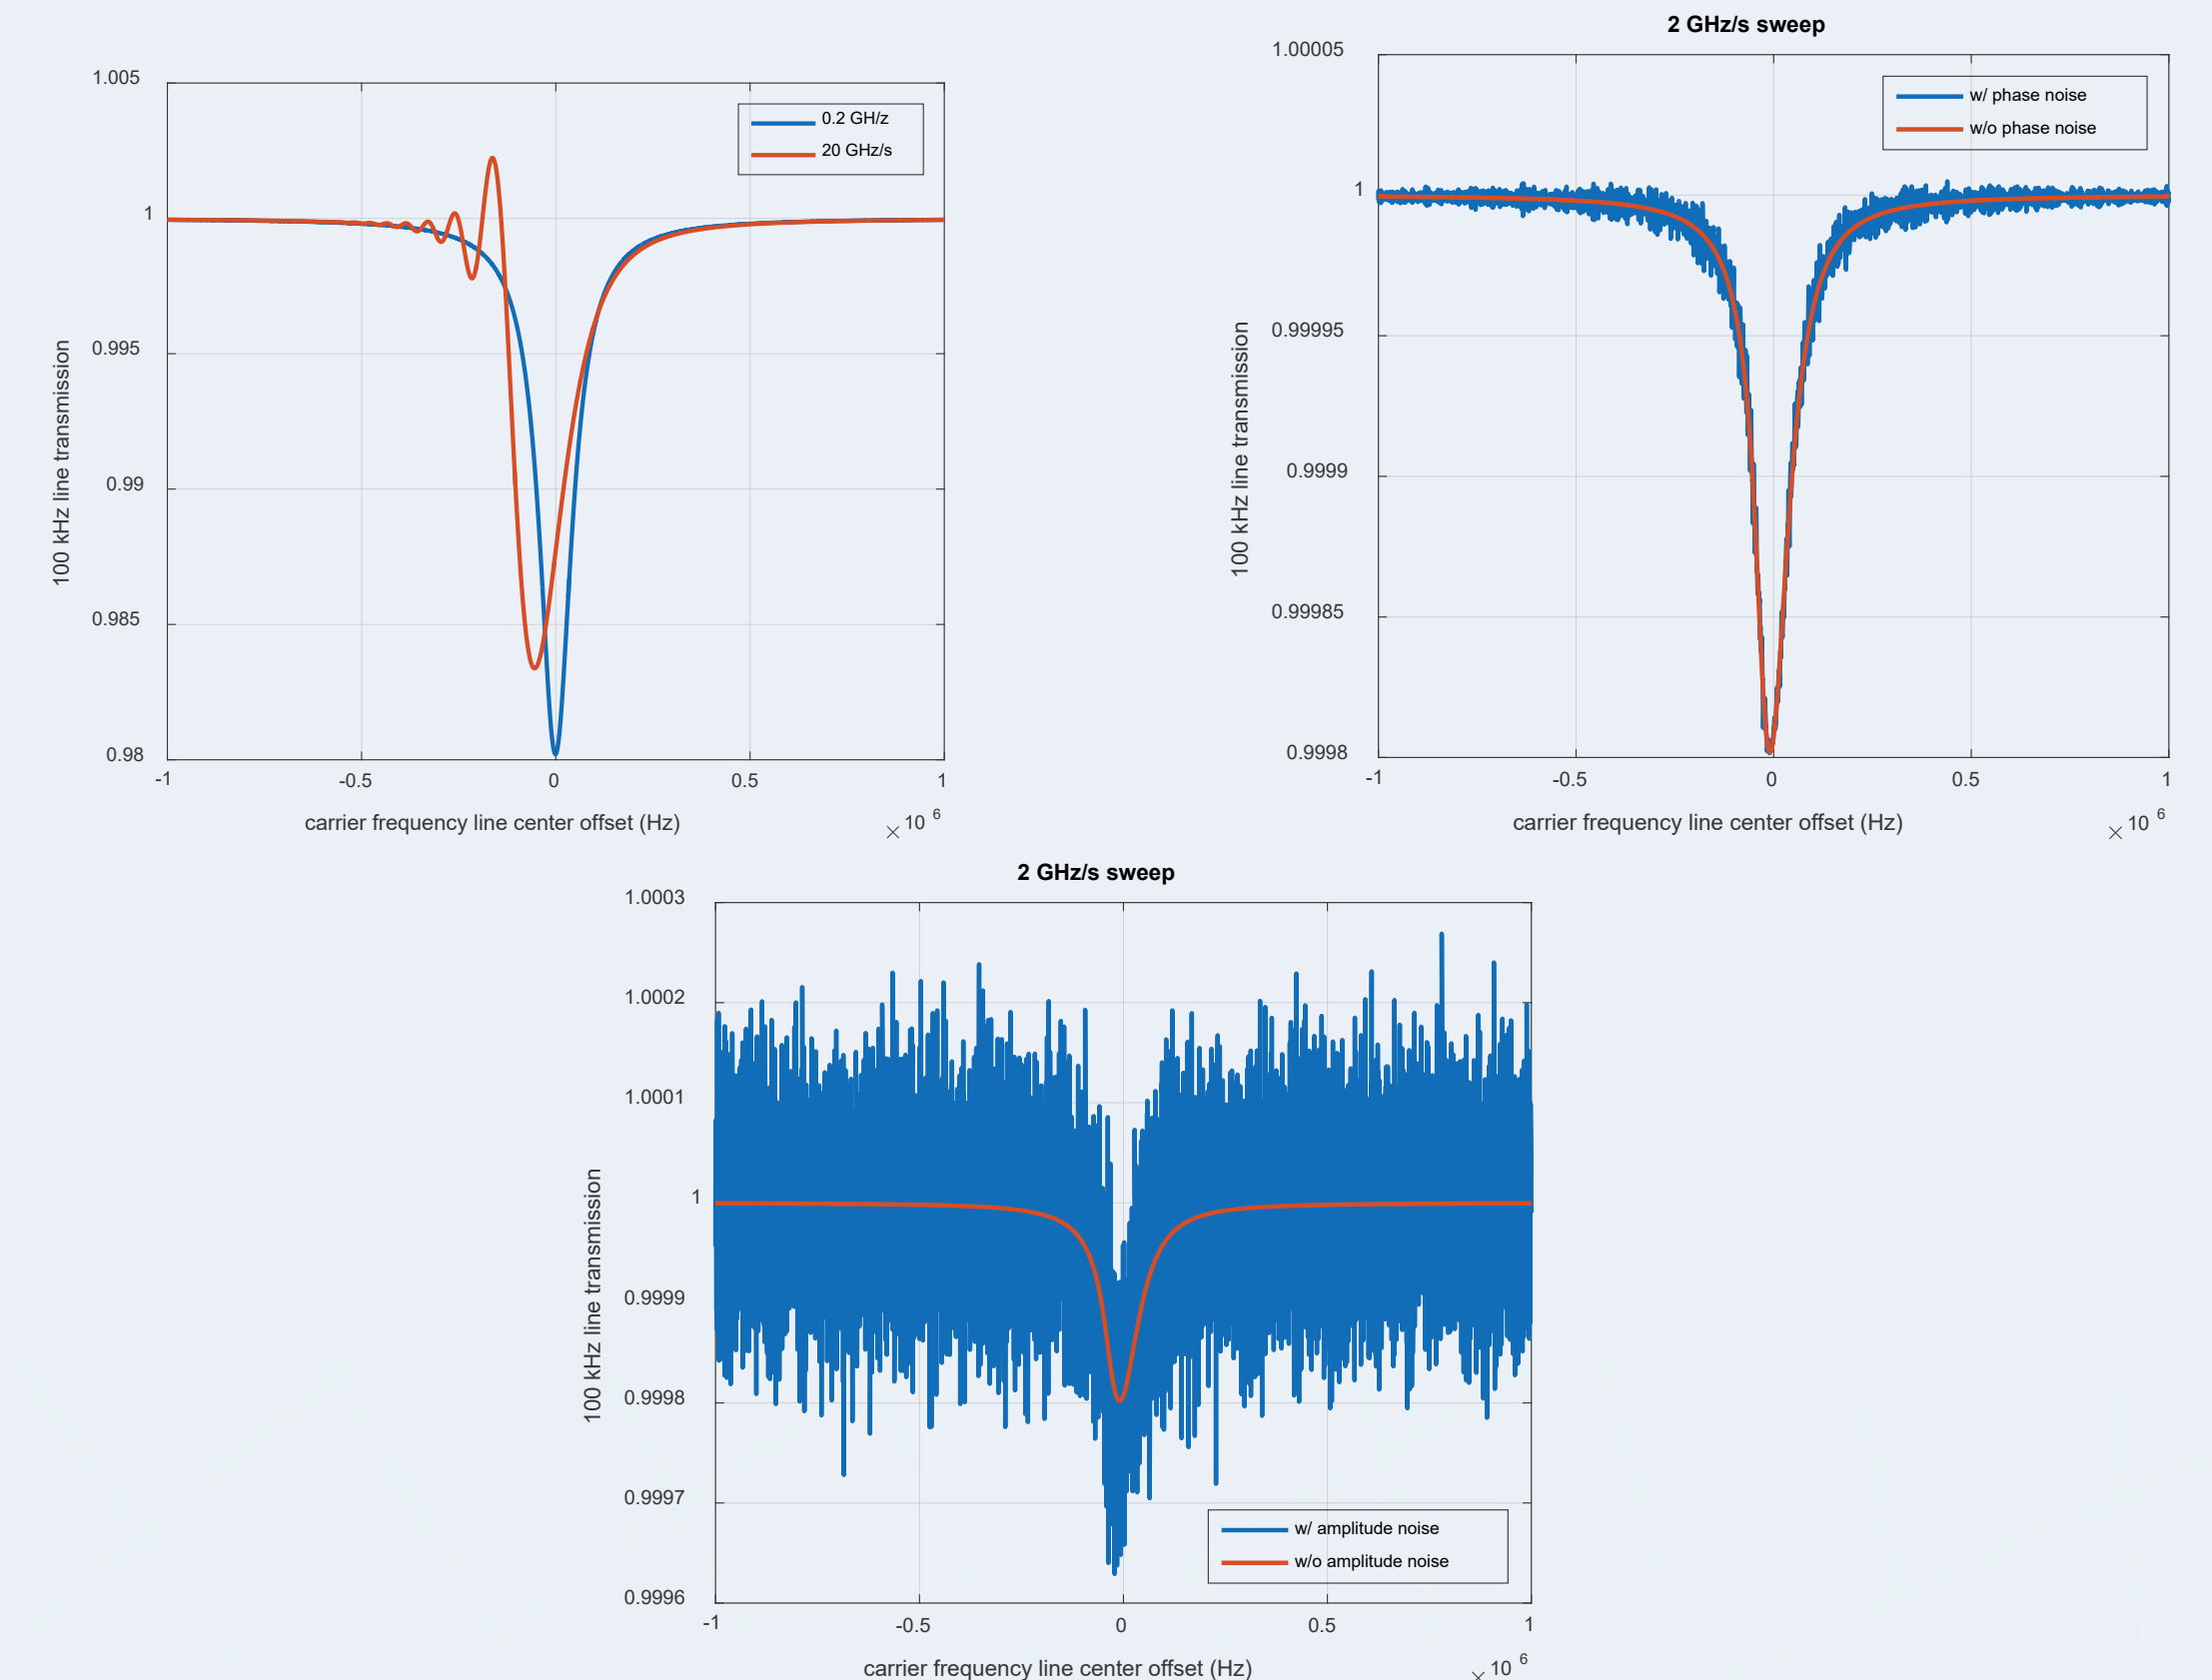 1.005
1
0.995
0.99
0.985
0.98
-1
-0.5
0
0.5
1
100 kHz line transmission
carrier frequency line center offset (Hz)
× 10 6
0.2 GH/z
20 GHz/s
2 GHz/s sweep
1.00005
1
0.99995
0.9999
0.99985
0.9998
-1
-0.5
0
0.5
1
100 kHz line transmission
carrier frequency line center offset (Hz)
× 10 6
w/ phase noise
w/o phase noise
2 GHz/s sweep
1.0003
1.0002
1.0001
1
0.9999
0.9998
0.9997
0.9996
-1
-0.5
0
0.5
1
100 kHz line transmission
carrier frequency line center offset (Hz)
× 10 6
w/ amplitude noise
w/o amplitude noise